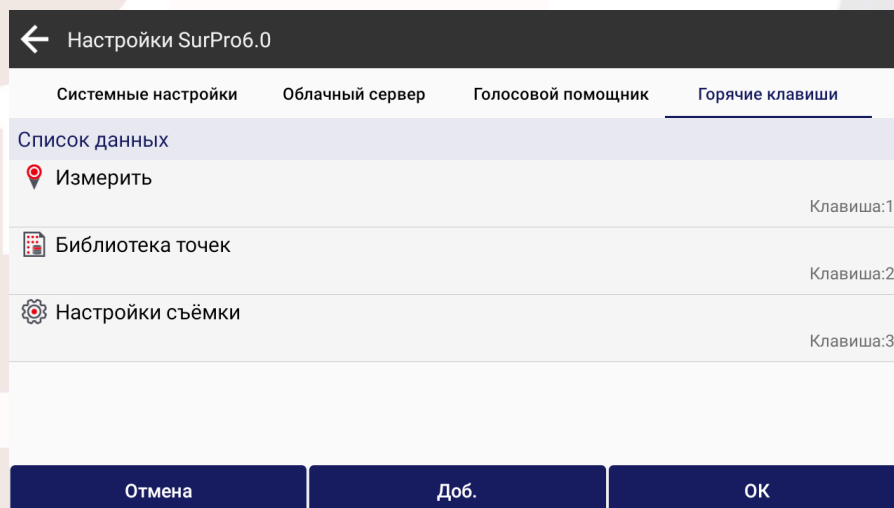 Настройки SurPro6.0
Системные настройки Облачный сервер Голосовой помощник Горячие клавиши
Список данных
Измерить
Клавиша:1
Библиотека точек
Клавиша:2
Настройки съёмки
Клавиша:3
Отмена Доб. ОК